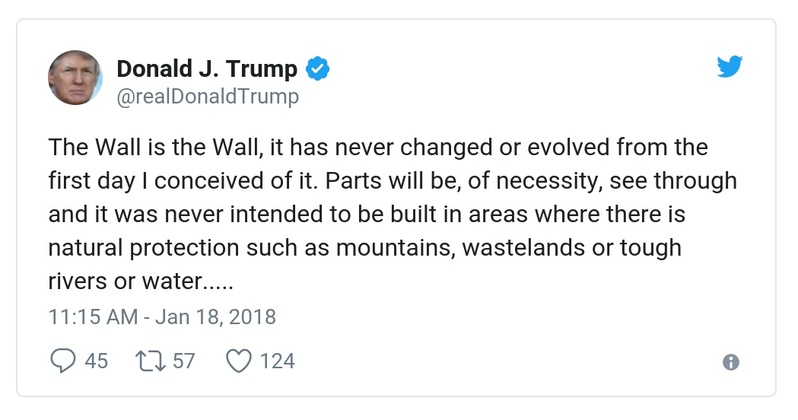 Donald J. Trump
@realDonaldTrump
The Wall is the Wall, it has never changed or evolved from the
first day I conceived of it. Parts will be, of necessity, see through
and it was never intended to be built in areas where there is
natural protection such as mountains, wastelands or tough
rivers or water.....
11:15 AM - Jan 18, 2018
45 57 124